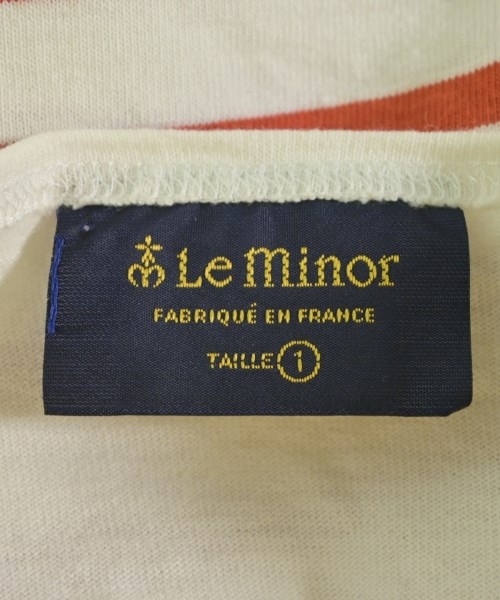 Le Minor
FABRIQUÉ EN FRANCE
TAILLE 1